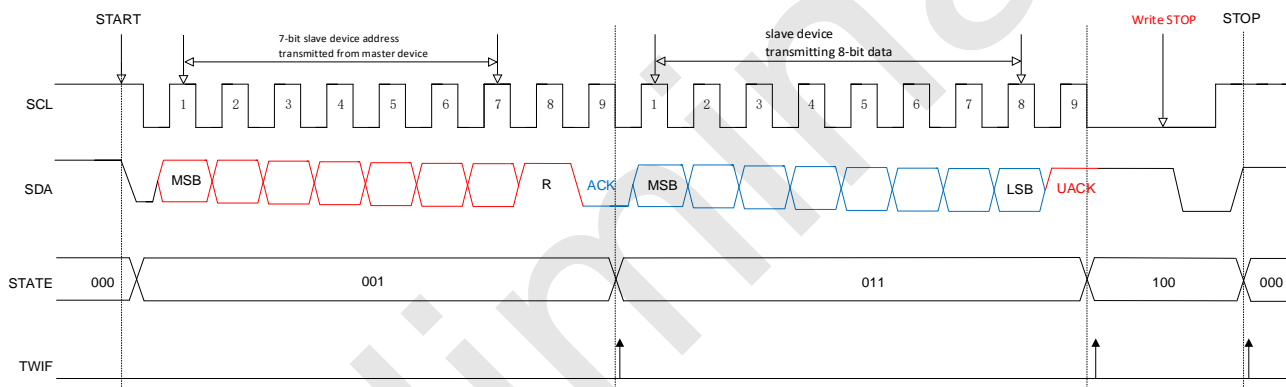 START
7-bit slave device address
transmitted from master device
slave device
transmitting 8-bit data
Write STOP
STOP
SCL
1 2 3 4 5 6 7 8 9 1 2 3 4 5 6 7 8 9
SDA
MSB R ACK MSB LSB UACK
STATE
000 001 011 100 000
TWIF